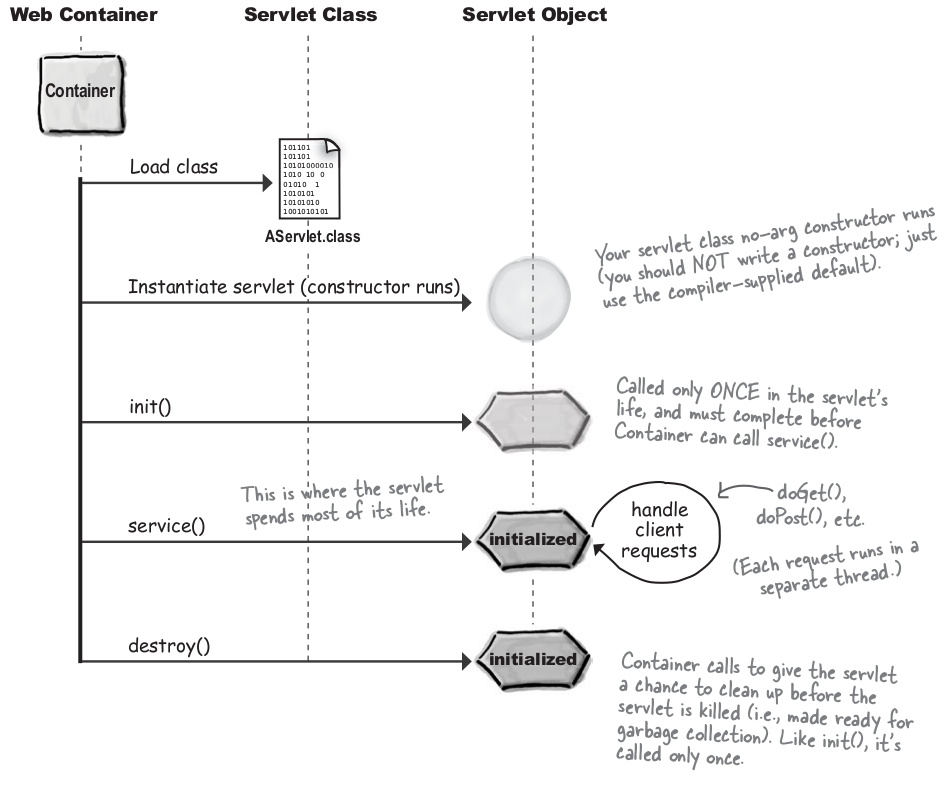 Web Container
Servlet Class
Servlet Object
Container
Load class
101101
101101
10101000010
1010 10 0
01010 1
1010101
10101010
1001010101
AServlet.class
Instantiate servlet (constructor runs)
Your servlet class no-arg constructor runs
(you should NOT write a constructor; just
use the compiler-supplied default).
init()
Called only ONCE in the servlet's
life, and must complete before
Container can call service().
This is where the servlet
spends most of its life.
service()
initialized
handle
client
requests
doGet(),
doPost(), etc.
(Each request runs in a
separate thread.)
destroy()
initialized
Container calls to give the servlet
a chance to clean up before the
servlet is killed (i.e., made ready for
garbage collection). Like init(), it's
called only once.